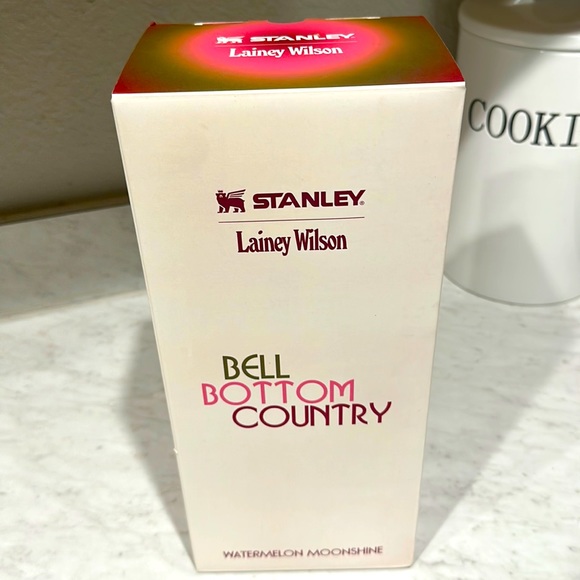 STANLEY
Lainey Wilson
STANLEY®
Lainey Wilson
BELL
BOTTOM
COUNTRY
WATERMELON MOONSHINE
COOKI